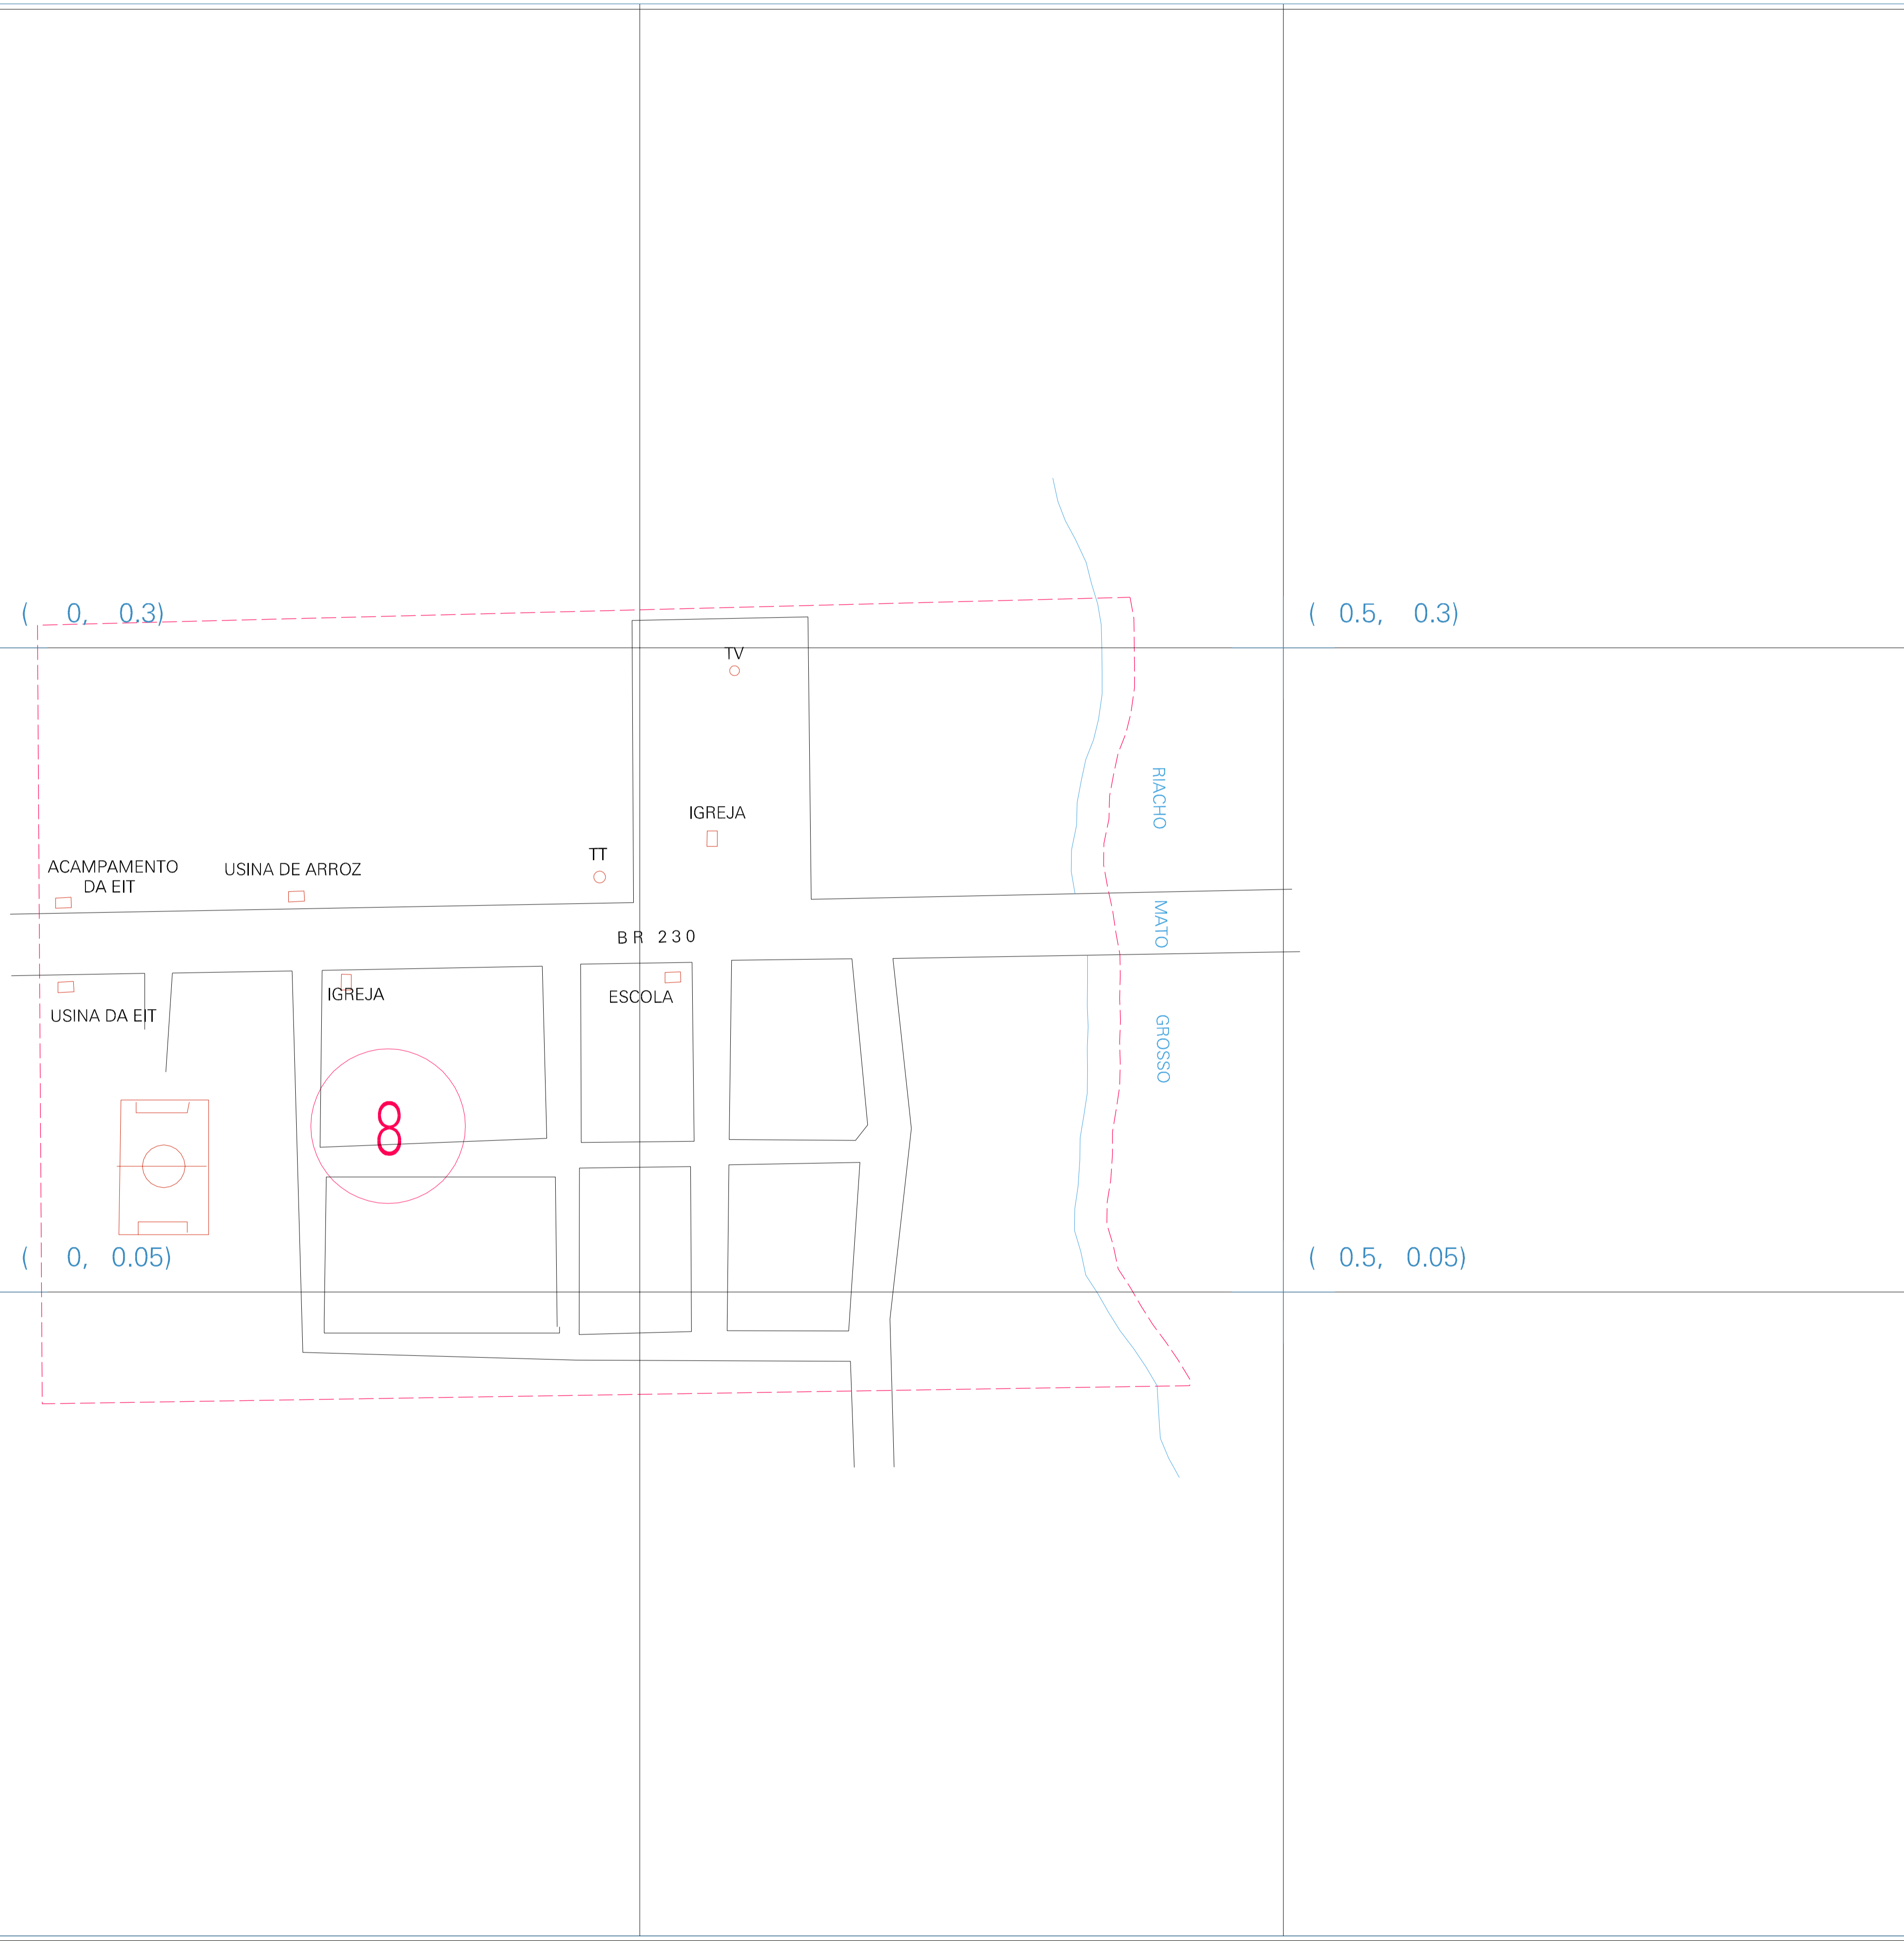 (    0,    0.3)
(   0.5,    0.3)
TV
RIACHO
IGREJA
TT
ACAMPAMENTO
DA EIT
USINA DE ARROZ
MATO
BR 230
IGREJA
ESCOLA
USINA DA EIT
GROSSO
8
(    0,   0.05)
(   0.5,   0.05)